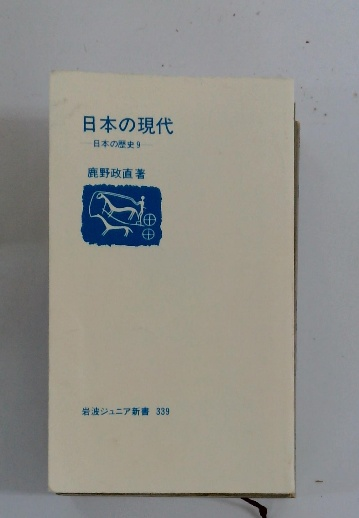 日本の現代
—日本の歴史9—
鹿野政直著
岩波ジュニア新書 339